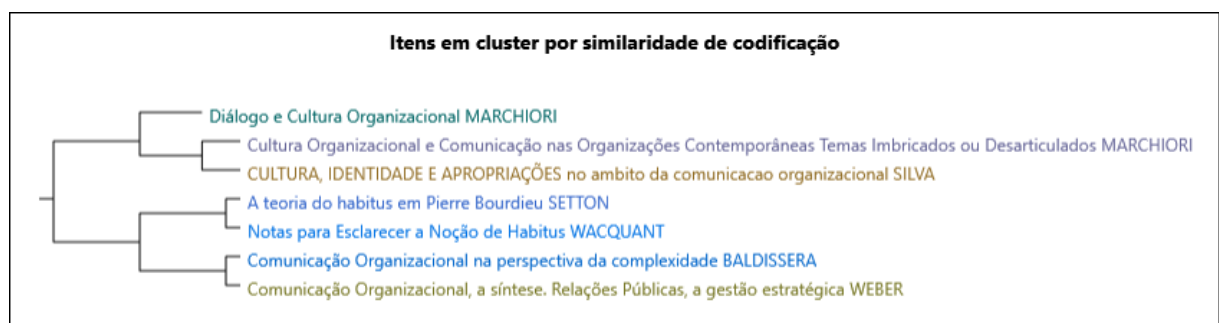 Itens em cluster por similaridade de codificação
Diálogo e Cultura Organizacional MARCHIORI
Cultura Organizacional e Comunicação nas Organizações Contemporâneas Temas Imbricados ou Desarticulados MARCHIORI
CULTURA, IDENTIDADE E APROPRIAÇÕES no ambito da comunicacao organizacional SILVA
A teoria do habitus em Pierre Bourdieu SETTON
Notas para Esclarecer a Noção de Habitus WACQUANT
Comunicação Organizacional na perspectiva da complexidade BALDISSERA
Comunicação Organizacional, a síntese. Relações Públicas, a gestão estratégica WEBER